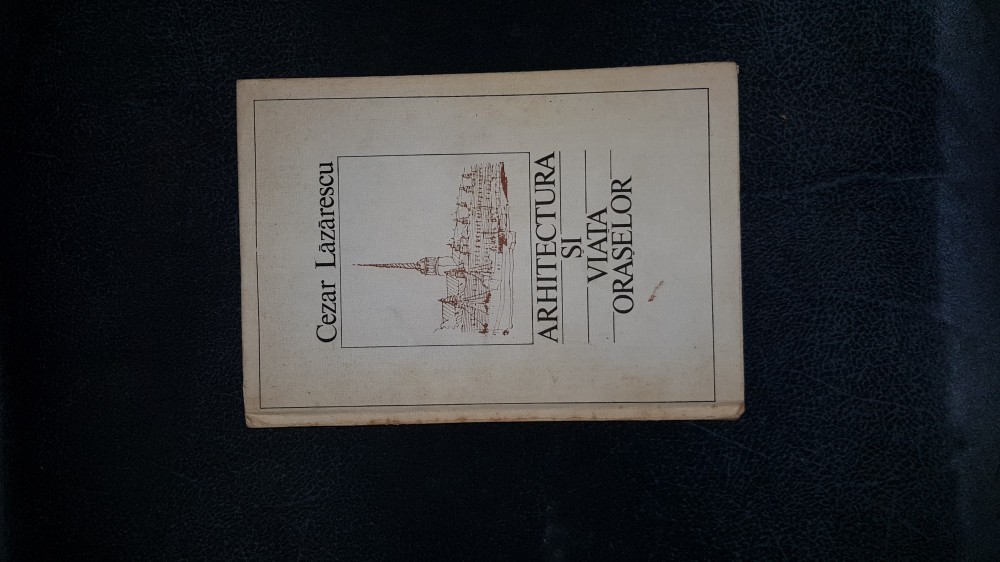 Cezar Lăzărescu
ARHITECTURA
ȘI
VIAȚA
ORAȘELOR